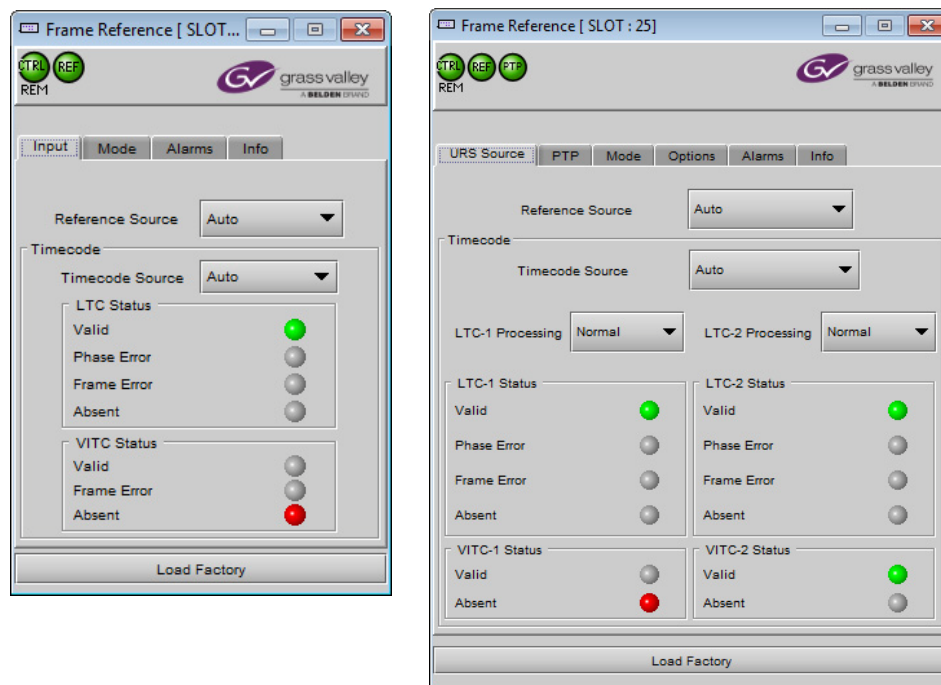 Frame Reference [ SLOT...
CTRL REF
REM
GV grass valley
A BELDEN BRAND
Input Mode Alarms Info
Reference Source Auto
Timecode
Timecode Source Auto
LTC Status
Valid
Phase Error
Frame Error
Absent
VITC Status
Valid
Frame Error
Absent
Load Factory
Frame Reference [ SLOT : 25]
CTRL REF PTP
REM
GV grass valley
A BELDEN BRAND
URS Source PTP Mode Options Alarms Info
Reference Source Auto
Timecode
Timecode Source Auto
LTC-1 Processing Normal LTC-2 Processing Normal
LTC-1 Status LTC-2 Status
Valid Valid
Phase Error Phase Error
Frame Error Frame Error
Absent Absent
VITC-1 Status VITC-2 Status
Valid Valid
Absent Absent
Load Factory